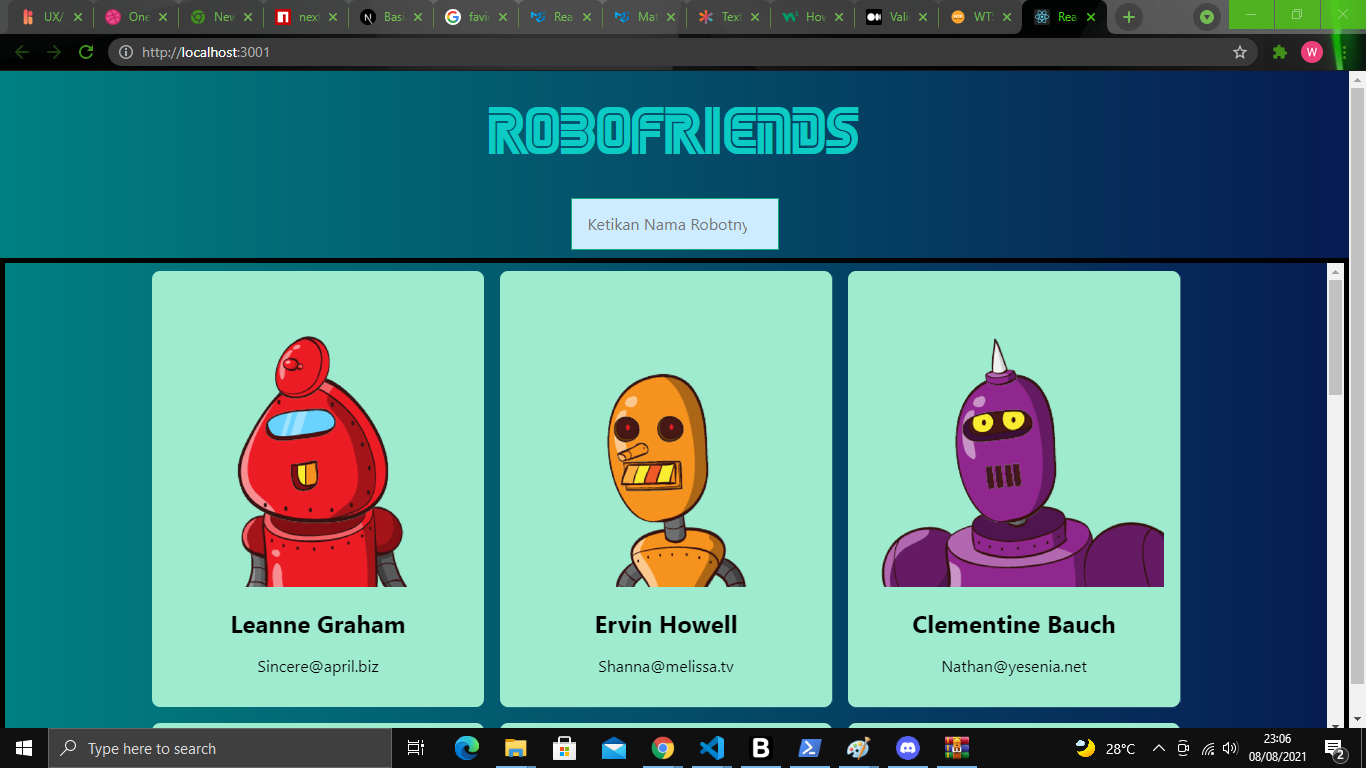 UX/
One
New
next
Basi
favi
Rea
Mat
Text
How
Vali
WTS
Rea
http://localhost:3001
W
ROBOFRIENDS
Ketikan Nama Robotny
Leanne Graham
Ervin Howell
Clementine Bauch
Sincere@april.biz
Shanna@melissa.tv
Nathan@yesenia.net
Type here to search
28°C
23:06
08/08/2021
2